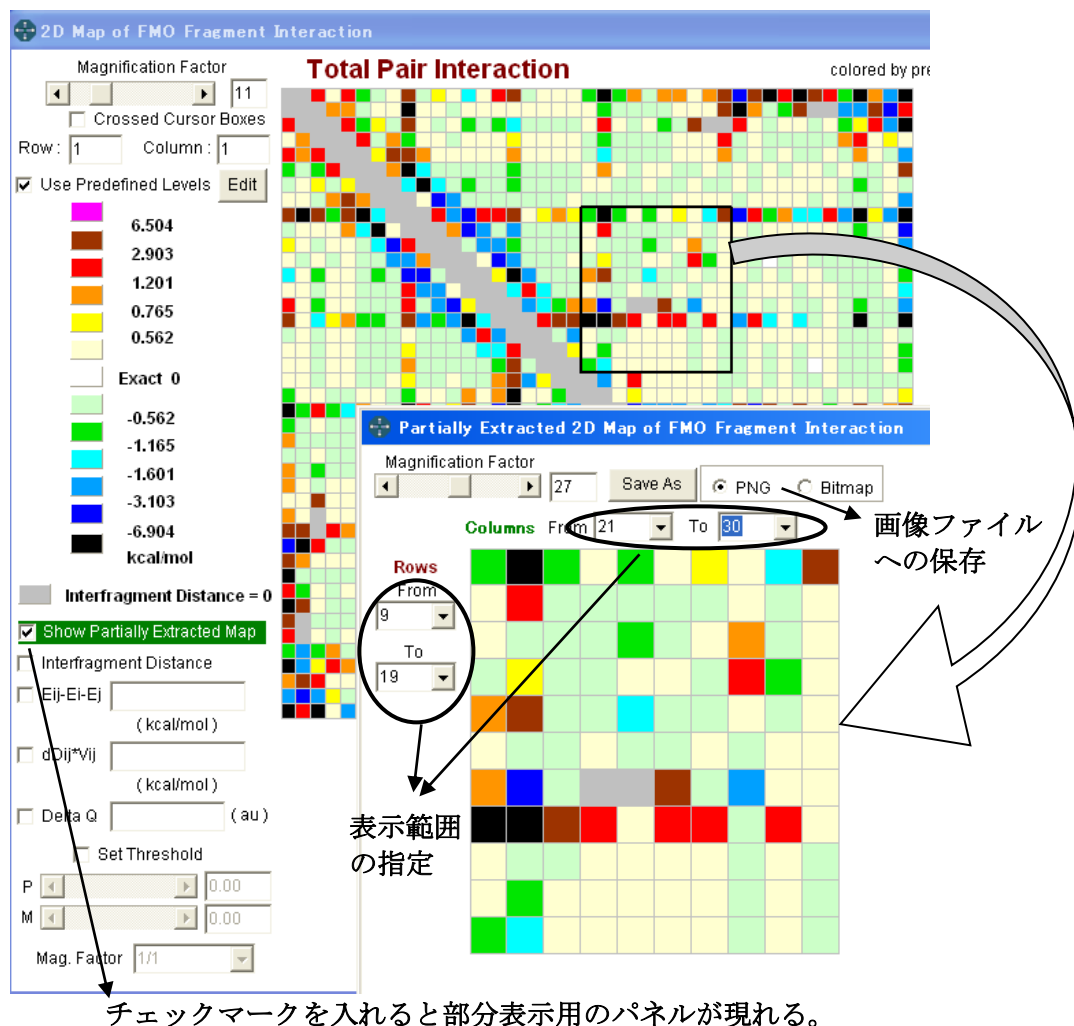 2D Map of FMO Fragment Interaction
Magnification Factor
11
Crossed Cursor Boxes
Row : 1 Column : 1
Use Predefined Levels Edit
6.504
2.903
1.201
0.765
0.562
Exact 0
-0.562
-1.165
-1.601
-3.103
-6.904
kcal/mol
Interfragment Distance = 0
Show Partially Extracted Map
Interfragment Distance
Eij-Ei-Ej
( kcal/mol )
dDij*Vij
( kcal/mol )
Delta Q ( au )
Set Threshold
P 0.00
M 0.00
Mag. Factor 1/1
Total Pair Interaction
colored by pre
Partially Extracted 2D Map of FMO Fragment Interaction
Magnification Factor
27 Save As PNG Bitmap
Columns From 21 To 30
画像ファイル
への保存
Rows
From
9
To
19
表示範囲
の指定
チェックマークを入れると部分表示用のパネルが現れる。